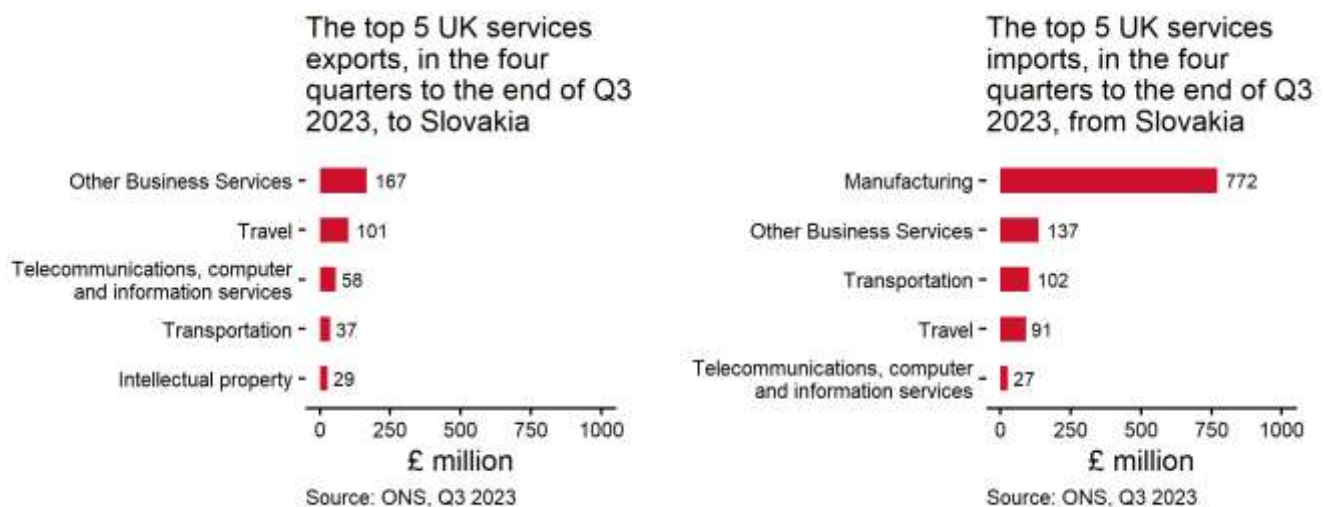 The top 5 UK services
exports, in the four
quarters to the end of Q3
2023, to Slovakia
Other Business Services
167
Travel
101
Telecommunications, computer
and information services
58
Transportation
37
Intellectual property
29
0 250 500 750 1000
£ million
Source: ONS, Q3 2023
The top 5 UK services
imports, in the four
quarters to the end of Q3
2023, from Slovakia
Manufacturing
772
Other Business Services
137
Transportation
102
Travel
91
Telecommunications, computer
and information services
27
0 250 500 750 1000
£ million
Source: ONS, Q3 2023